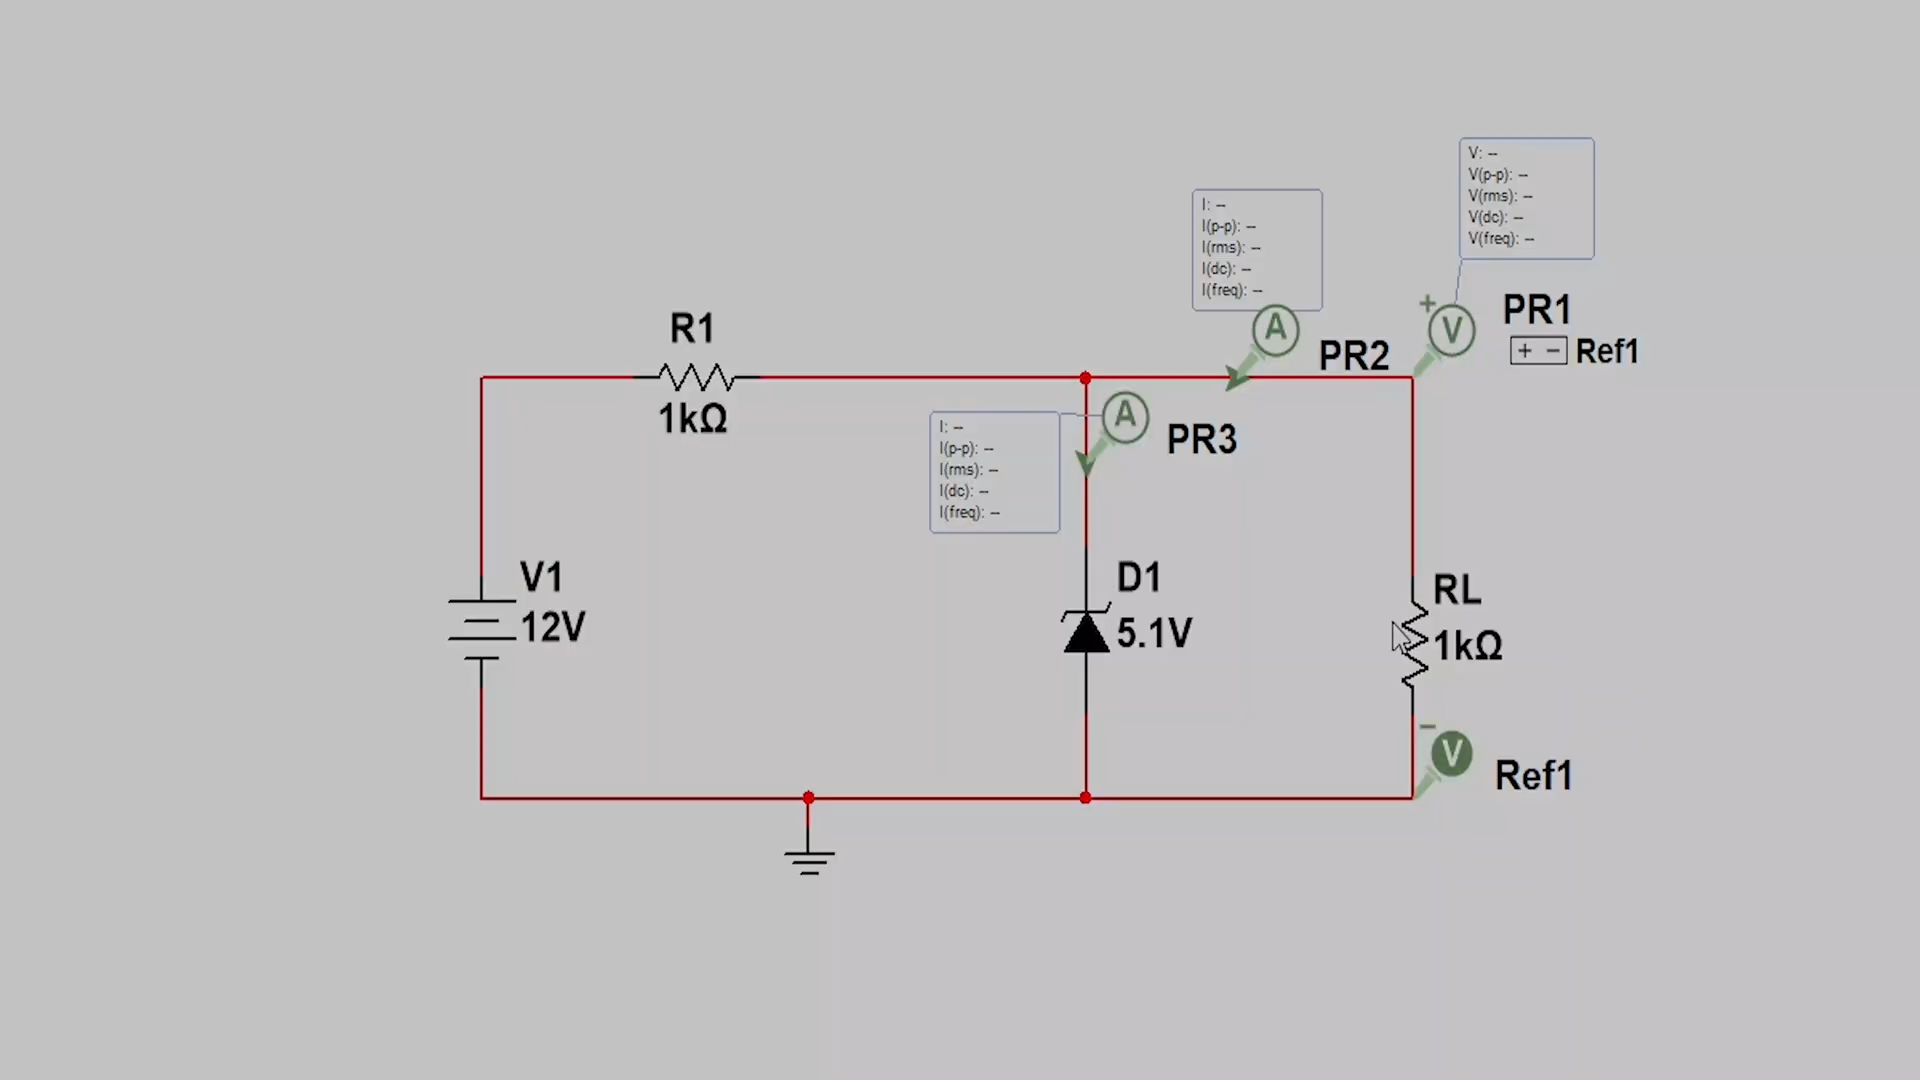 V: --
V(p-p): --
V(rms): --
V(dc): --
V(freq): --
I: --
I(p-p): --
I(rms): --
I(dc): --
I(freq): --
+
A
V
PR1
+ - Ref1
PR2
R1
1kΩ
A
PR3
I: --
I(p-p): --
I(rms): --
I(dc): --
I(freq): --
V1
12V
D1
5.1V
RL
1kΩ
-
V
Ref1